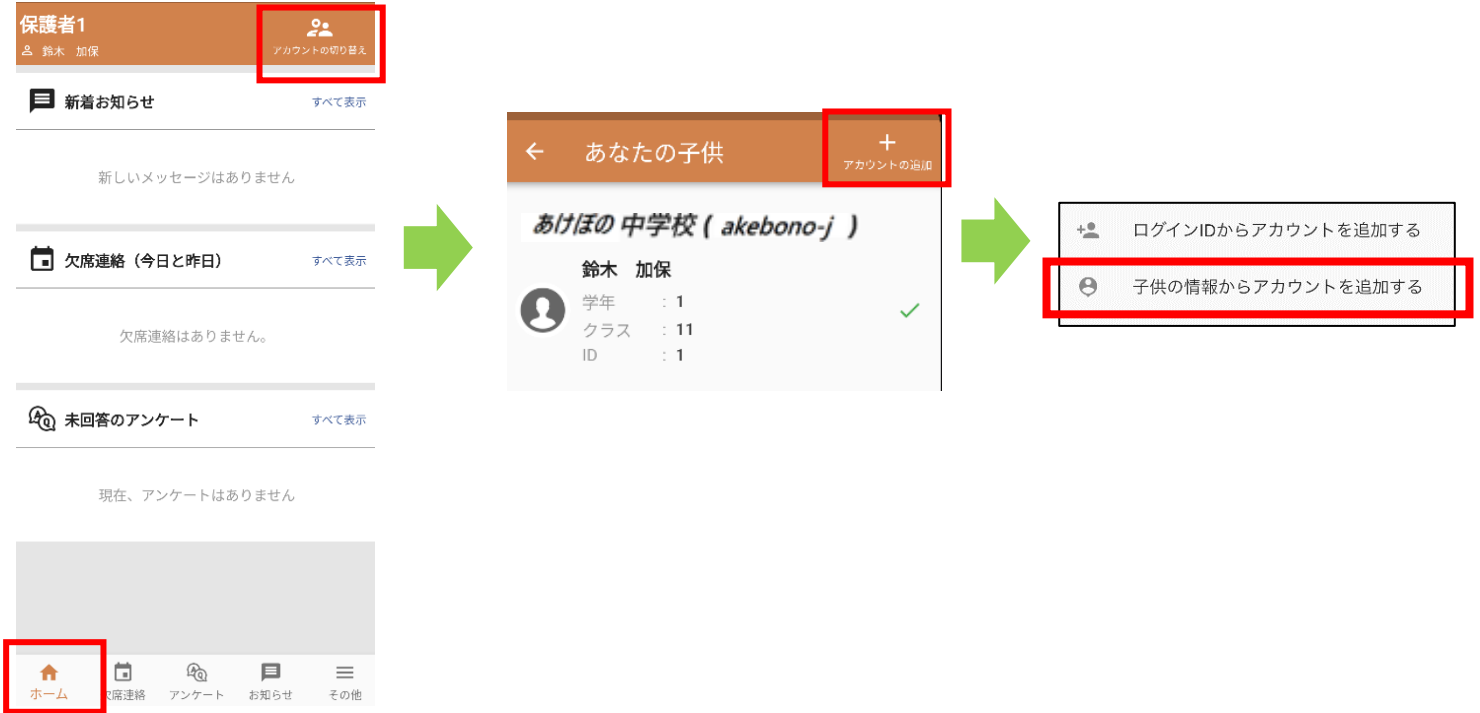 保護者1
鈴木 加保
アカウントの切り替え
新着お知らせ
すべて表示
新しいメッセージはありません
欠席連絡（今日と昨日）
すべて表示
欠席連絡はありません。
未回答のアンケート
すべて表示
現在、アンケートはありません
ホーム
欠席連絡
アンケート
お知らせ
その他
あなたの子供
アカウントの追加
あけぼの 中学校 ( akebono-j )
鈴木 加保
学年 : 1
クラス : 11
ID : 1
ログインIDからアカウントを追加する
子供の情報からアカウントを追加する